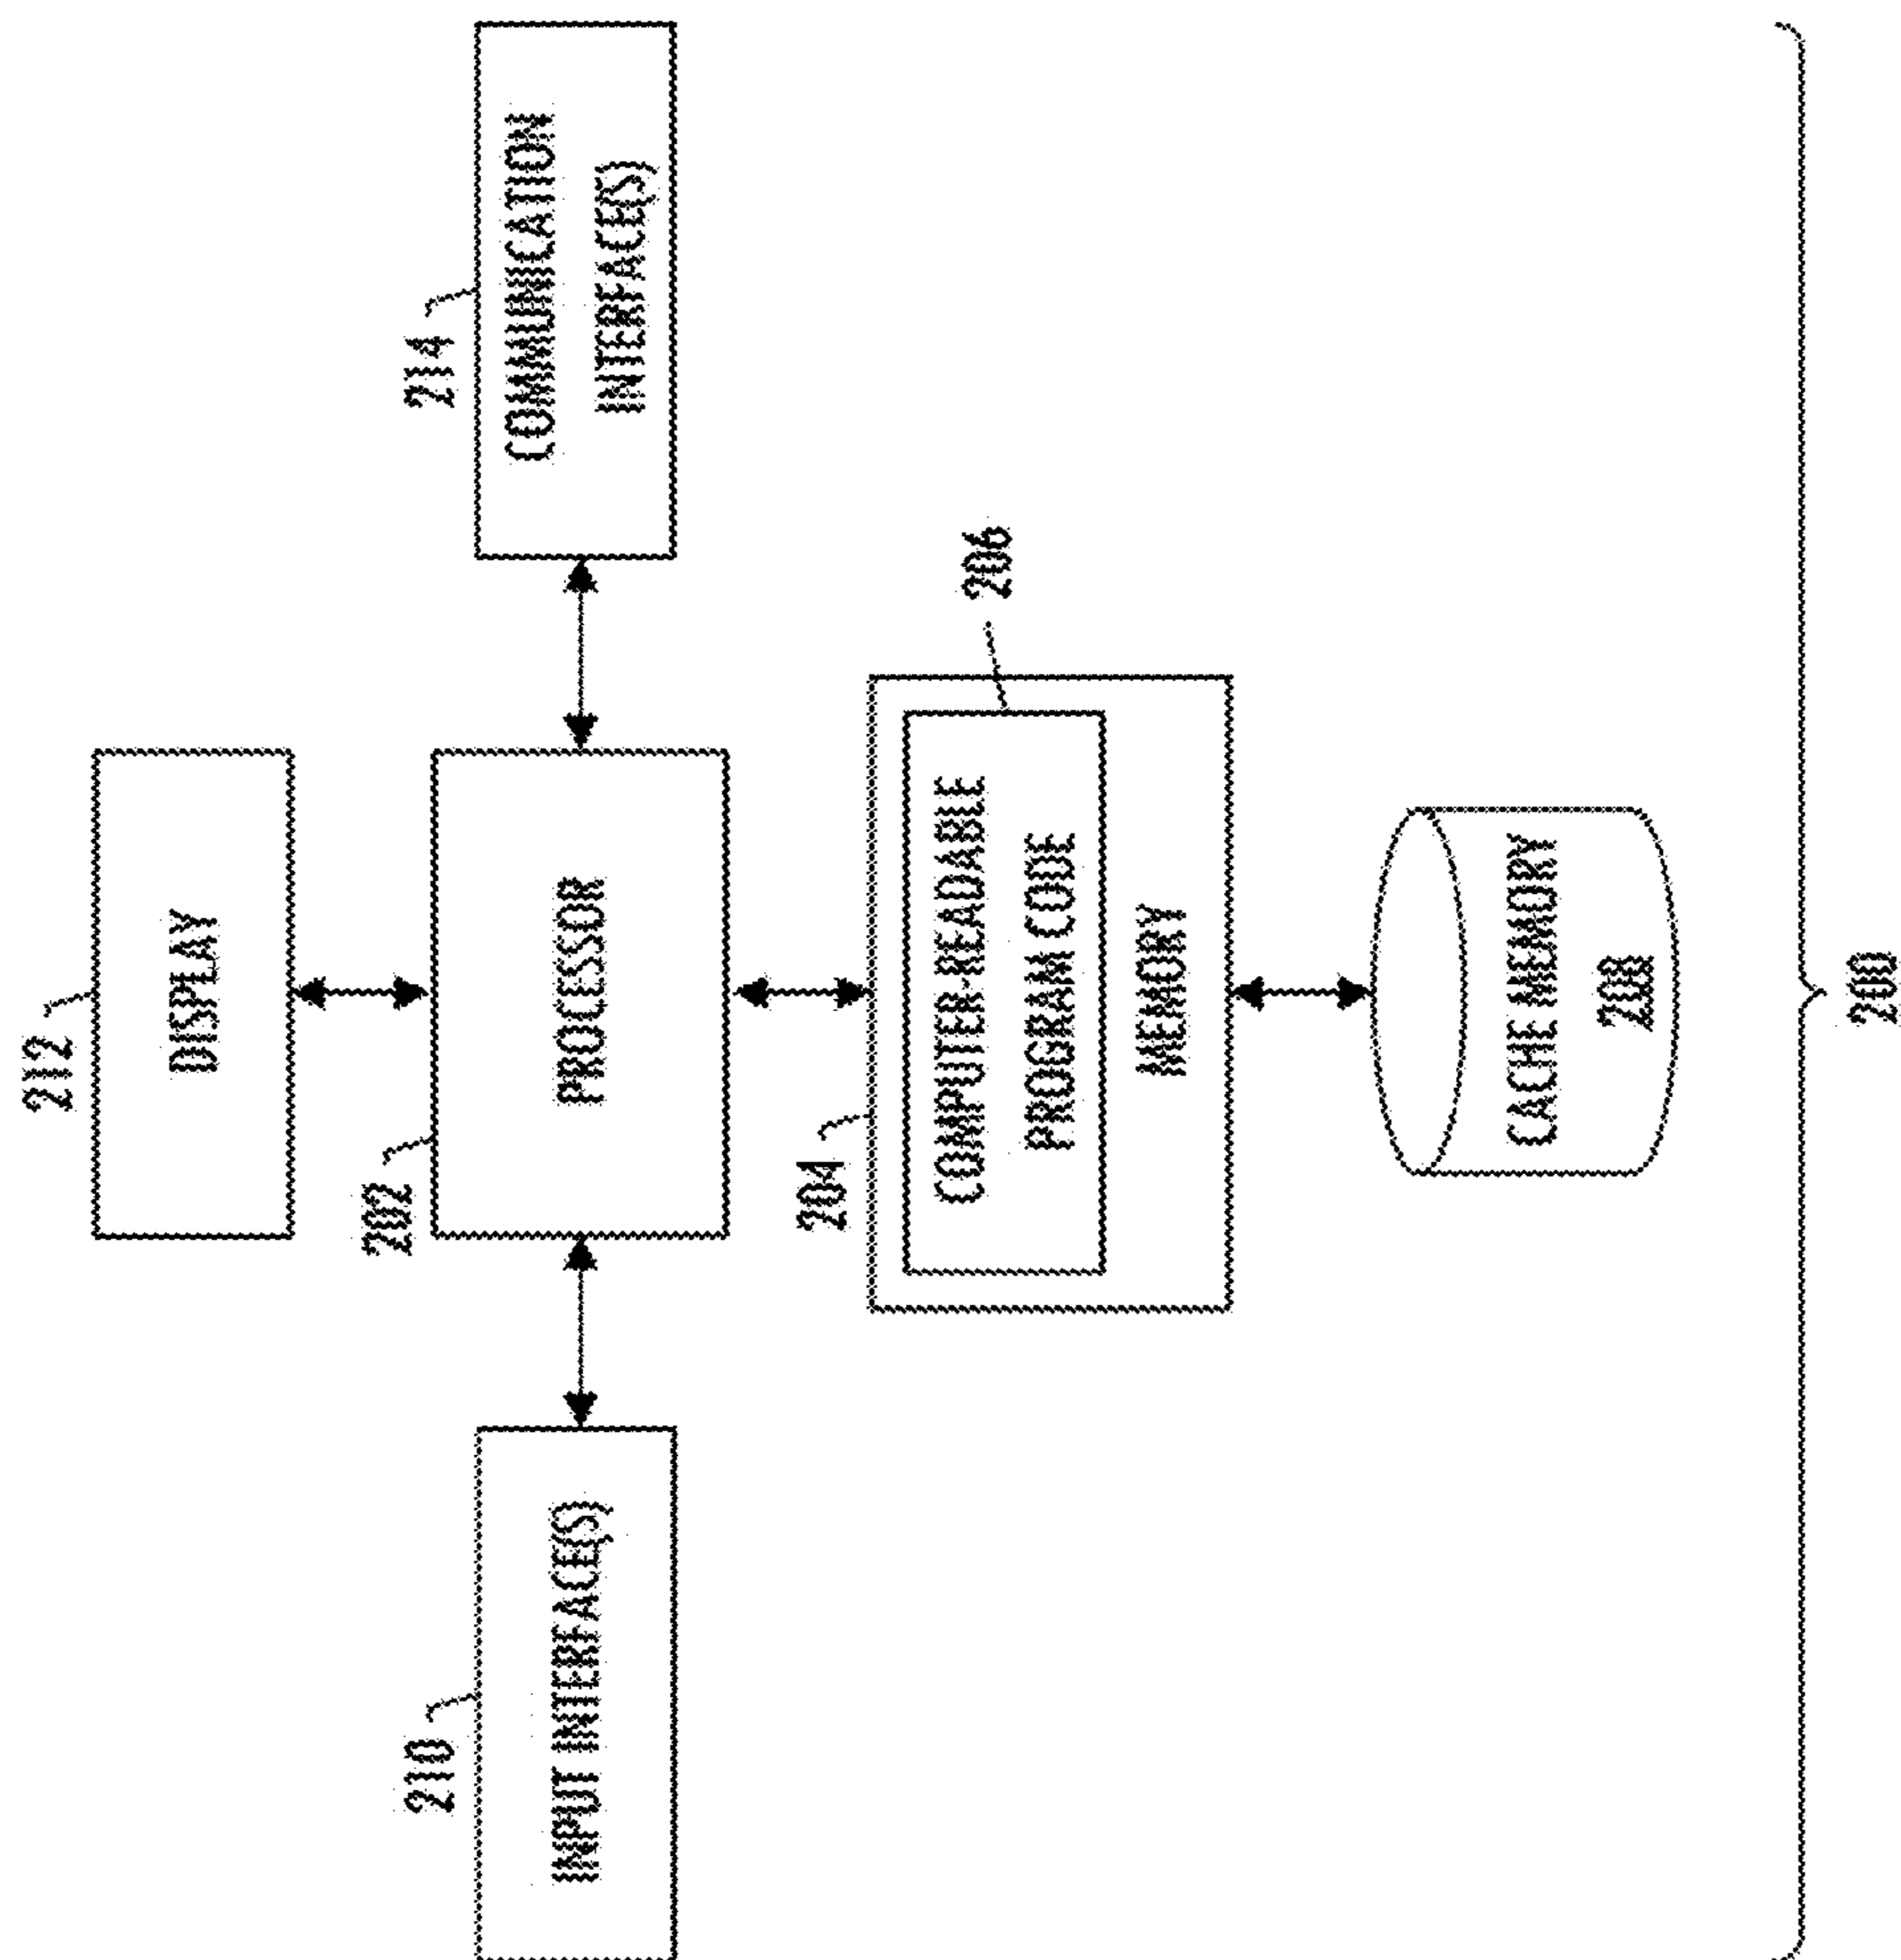 212
DISPLAY
210
INPUT INTERFACE(S)
202
PROCESSOR
214
COMMUNICATION
INTERFACE(S)
204
206
COMPUTER-READABLE
PROGRAM CODE
MEMORY
CACHE MEMORY
208
200